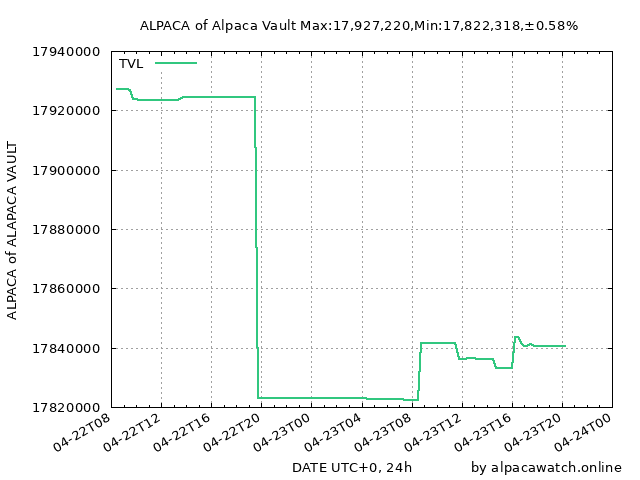 ALPACA of Alpaca Vault Max:17,927,220,Min:17,822,318,±0.58%
TVL
17940000
17920000
17900000
17880000
17860000
17840000
17820000
ALPACA of ALAPACA VAULT
04-22T08
04-22T12
04-22T16
04-22T20
04-23T00
04-23T04
04-23T08
04-23T12
04-23T16
04-23T20
04-24T00
DATE UTC+0, 24h
by alpacawatch.online